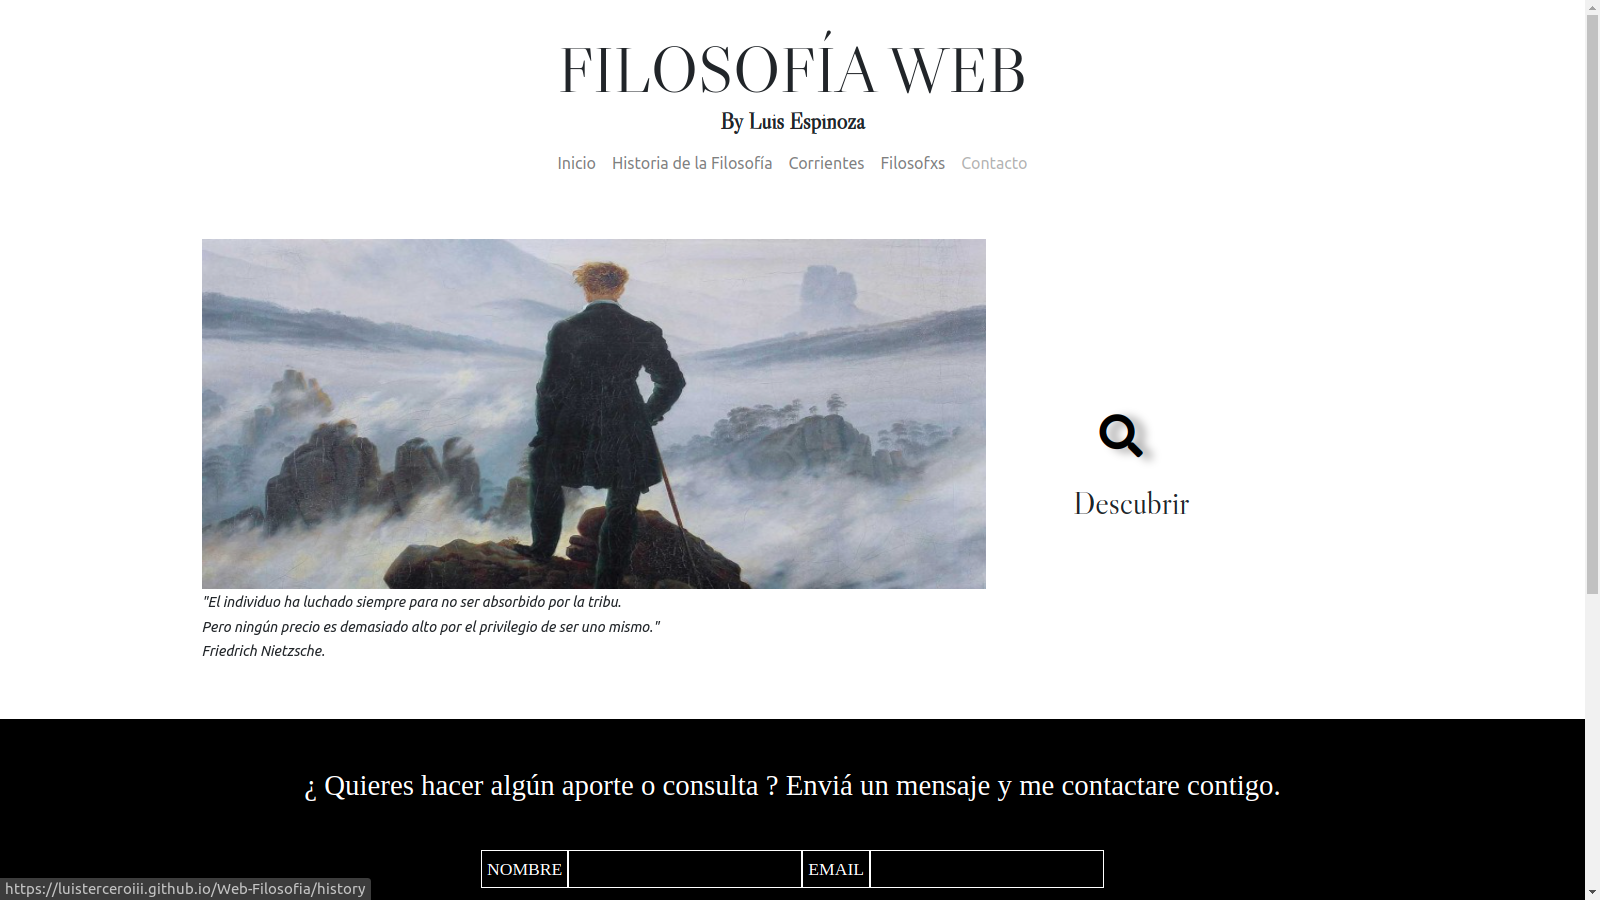 FILOSOFÍA WEB
By Luis Espinoza
Inicio Historia de la Filosofía Corrientes Filosofxs Contacto
Descubrir
"El individuo ha luchado siempre para no ser absorbido por la tribu.
Pero ningún precio es demasiado alto por el privilegio de ser uno mismo."
Friedrich Nietzsche.
¿ Quieres hacer algún aporte o consulta ? Enviá un mensaje y me contactare contigo.
NOMBRE EMAIL
https://luisterceroiii.github.io/Web-Filosofia/history